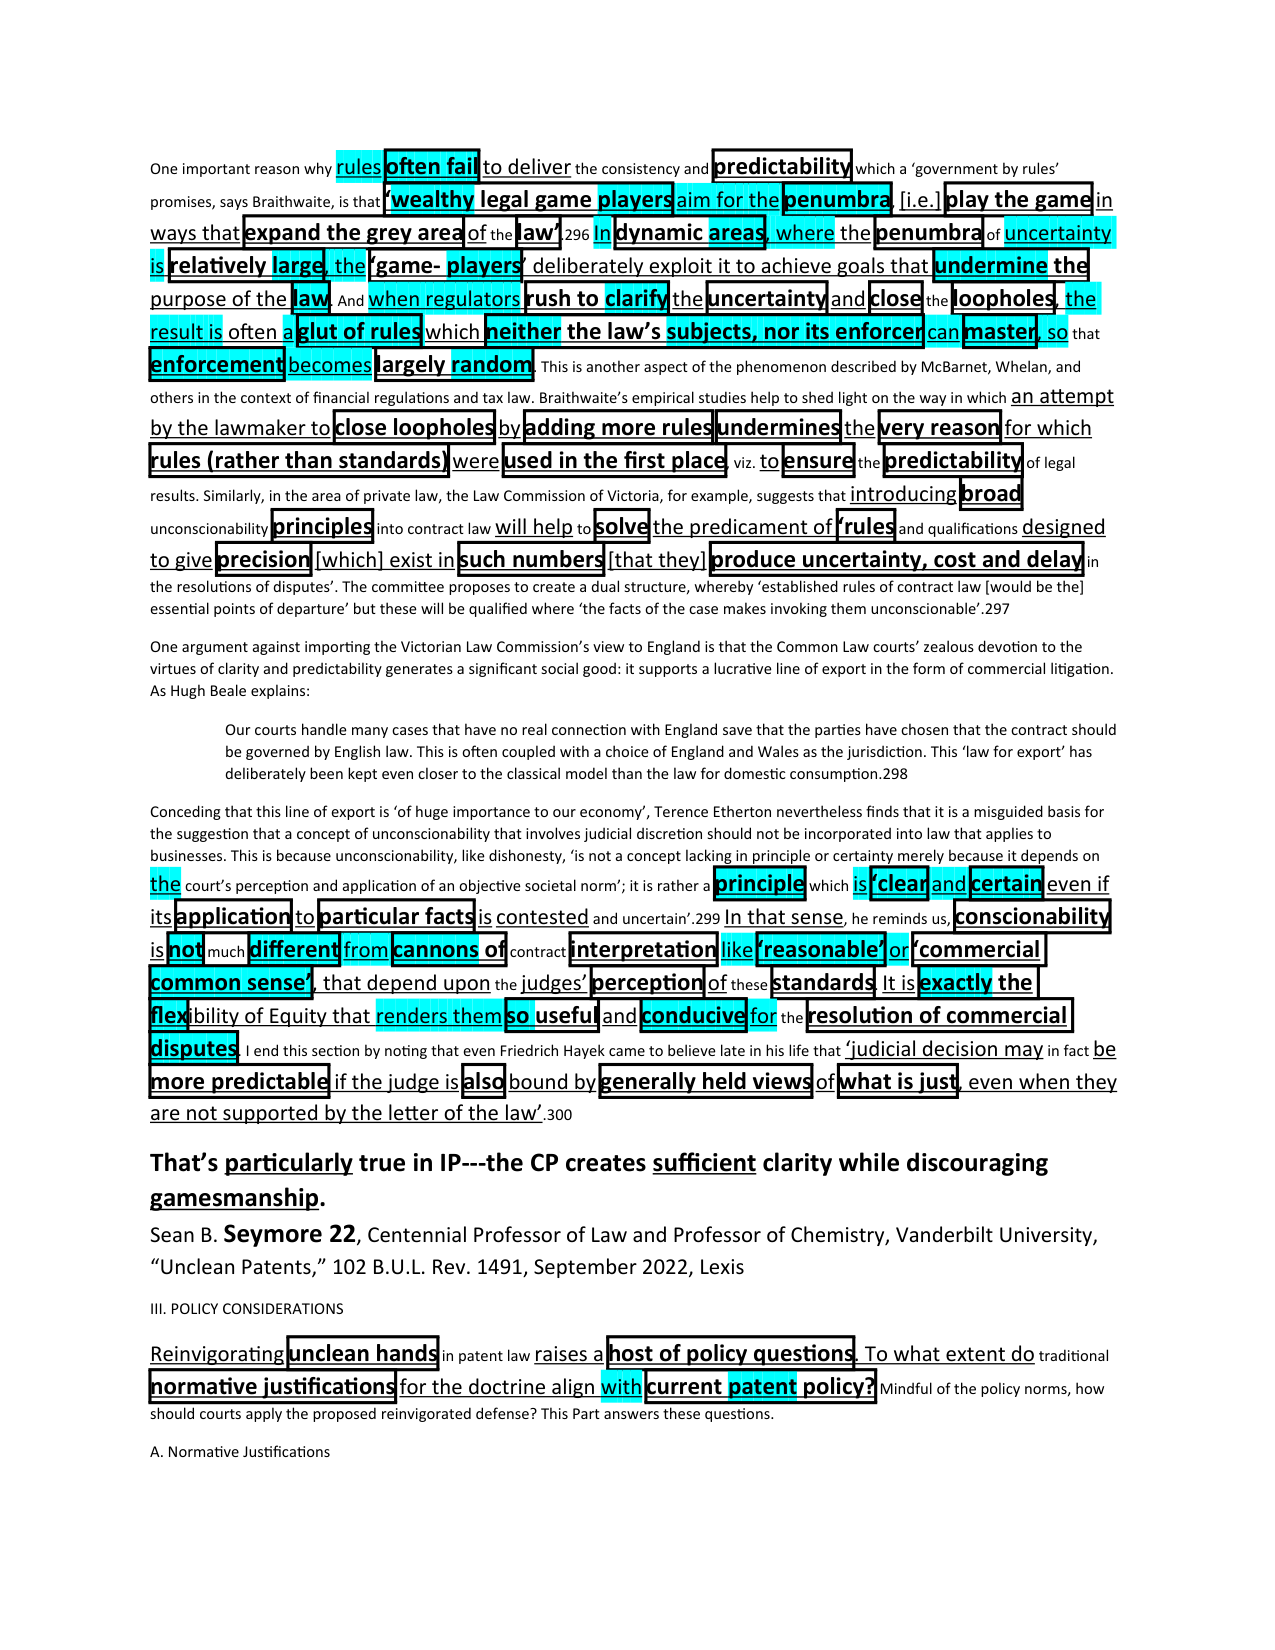 One important reason why rules often fail to deliver the consistency and predictability which a ‘government by rules’
promises, says Braithwaite, is that ‘wealthy legal game players aim for the penumbra, [i.e.] play the game in
ways that expand the grey area of the law’.296 In dynamic areas, where the penumbra of uncertainty
is relatively large, the ‘game- players’ deliberately exploit it to achieve goals that undermine the
purpose of the law. And when regulators rush to clarify the uncertainty and close the loopholes, the
result is often a glut of rules which neither the law’s subjects, nor its enforcer can master, so that
enforcement becomes largely random. This is another aspect of the phenomenon described by McBarnet, Whelan, and
others in the context of financial regulations and tax law. Braithwaite’s empirical studies help to shed light on the way in which an attempt
by the lawmaker to close loopholes by adding more rules undermines the very reason for which
rules (rather than standards) were used in the first place, viz. to ensure the predictability of legal
results. Similarly, in the area of private law, the Law Commission of Victoria, for example, suggests that introducing broad
unconscionability principles into contract law will help to solve the predicament of ‘rules and qualifications designed
to give precision [which] exist in such numbers [that they] produce uncertainty, cost and delay in
the resolutions of disputes’. The committee proposes to create a dual structure, whereby ‘established rules of contract law [would be the]
essential points of departure’ but these will be qualified where ‘the facts of the case makes invoking them unconscionable’.297
One argument against importing the Victorian Law Commission’s view to England is that the Common Law courts’ zealous devotion to the
virtues of clarity and predictability generates a significant social good: it supports a lucrative line of export in the form of commercial litigation.
As Hugh Beale explains:
Our courts handle many cases that have no real connection with England save that the parties have chosen that the contract should
be governed by English law. This is often coupled with a choice of England and Wales as the jurisdiction. This ‘law for export’ has
deliberately been kept even closer to the classical model than the law for domestic consumption.298
Conceding that this line of export is ‘of huge importance to our economy’, Terence Etherton nevertheless finds that it is a misguided basis for
the suggestion that a concept of unconscionability that involves judicial discretion should not be incorporated into law that applies to
businesses. This is because unconscionability, like dishonesty, ‘is not a concept lacking in principle or certainty merely because it depends on
the court’s perception and application of an objective societal norm’; it is rather a principle which is ‘clear and certain even if
its application to particular facts is contested and uncertain’.299 In that sense, he reminds us, conscionability
is not much different from cannons of contract interpretation like ‘reasonable’ or ‘commercial
common sense’, that depend upon the judges’ perception of these standards. It is exactly the
flexibility of Equity that renders them so useful and conducive for the resolution of commercial
disputes. I end this section by noting that even Friedrich Hayek came to believe late in his life that ‘judicial decision may in fact be
more predictable if the judge is also bound by generally held views of what is just, even when they
are not supported by the letter of the law’.300
That’s particularly true in IP---the CP creates sufficient clarity while discouraging
gamesmanship.
Sean B. Seymore 22, Centennial Professor of Law and Professor of Chemistry, Vanderbilt University,
“Unclean Patents,” 102 B.U.L. Rev. 1491, September 2022, Lexis
III. POLICY CONSIDERATIONS
Reinvigorating unclean hands in patent law raises a host of policy questions. To what extent do traditional
normative justifications for the doctrine align with current patent policy? Mindful of the policy norms, how
should courts apply the proposed reinvigorated defense? This Part answers these questions.
A. Normative Justifications